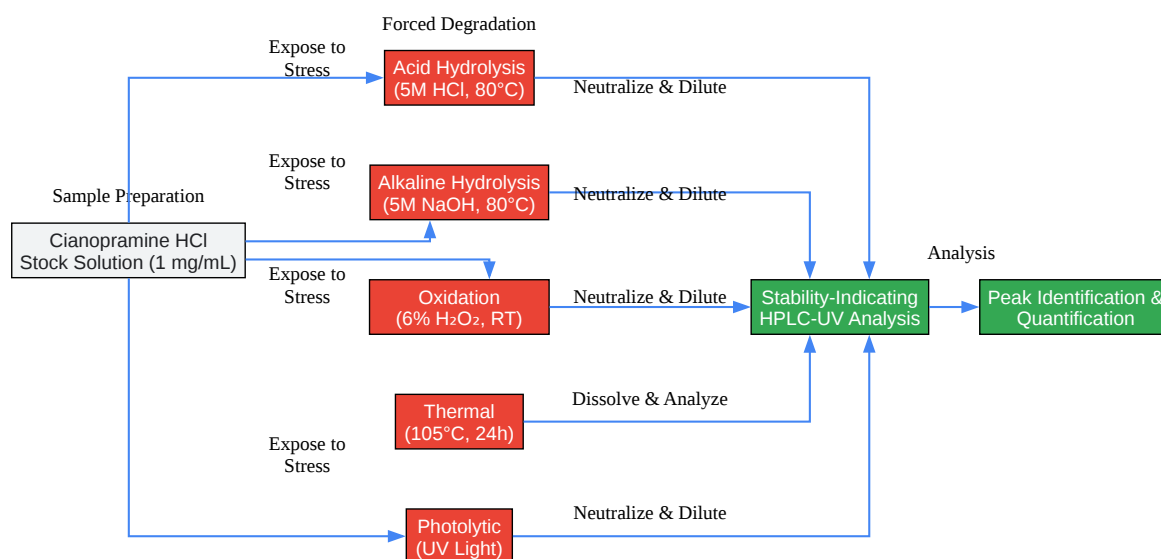 Forced Degradation
Expose to
Stress
Acid Hydrolysis
(5M HCl, 80°C)
Neutralize & Dilute
Expose to
Stress
Alkaline Hydrolysis
(5M NaOH, 80°C)
Neutralize & Dilute
Sample Preparation
Cianopramine HCl
Stock Solution (1 mg/mL)
Expose to
Stress
Oxidation
(6% H₂O₂, RT)
Neutralize & Dilute
Stability-Indicating
HPLC-UV Analysis
Analysis
Peak Identification &
Quantification
Thermal
(105°C, 24h)
Dissolve & Analyze
Expose to
Stress
Photolytic
(UV Light)
Neutralize & Dilute